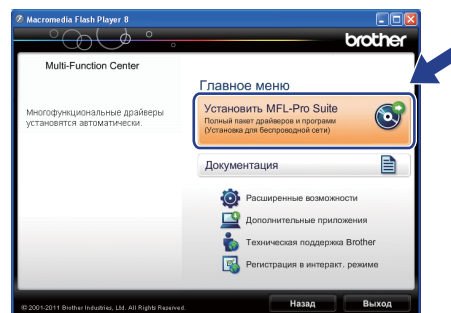 Macromedia Flash Player 8
brother
Multi-Function Center
Многофункциональные драйверы
установятся автоматически.
Главное меню
Установить MFL-Pro Suite
Полный пакет драйверов и программ
(Установка для беспроводной сети)
Документация
Расширенные возможности
Дополнительные приложения
Техническая поддержка Brother
Регистрация в интеракт. режиме
© 2001-2011 Brother Industries, Ltd. All Rights Reserved.
Назад
Выход